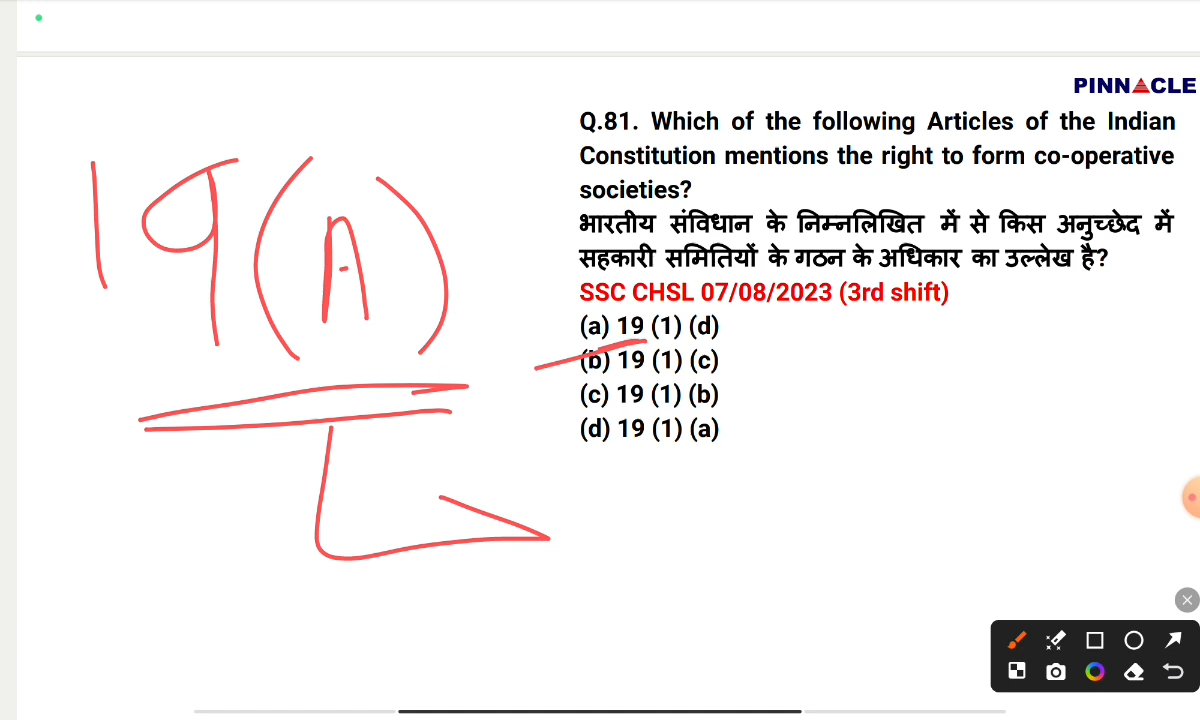 PINNACLE
Q.81. Which of the following Articles of the Indian
Constitution mentions the right to form co-operative
societies?
भारतीय संविधान के निम्नलिखित में से किस अनुच्छेद में
सहकारी समितियों के गठन के अधिकार का उल्लेख है?
SSC CHSL 07/08/2023 (3rd shift)
(a) 19 (1) (d)
(b) 19 (1) (c)
(c) 19 (1) (b)
(d) 19 (1) (a)
19(A)